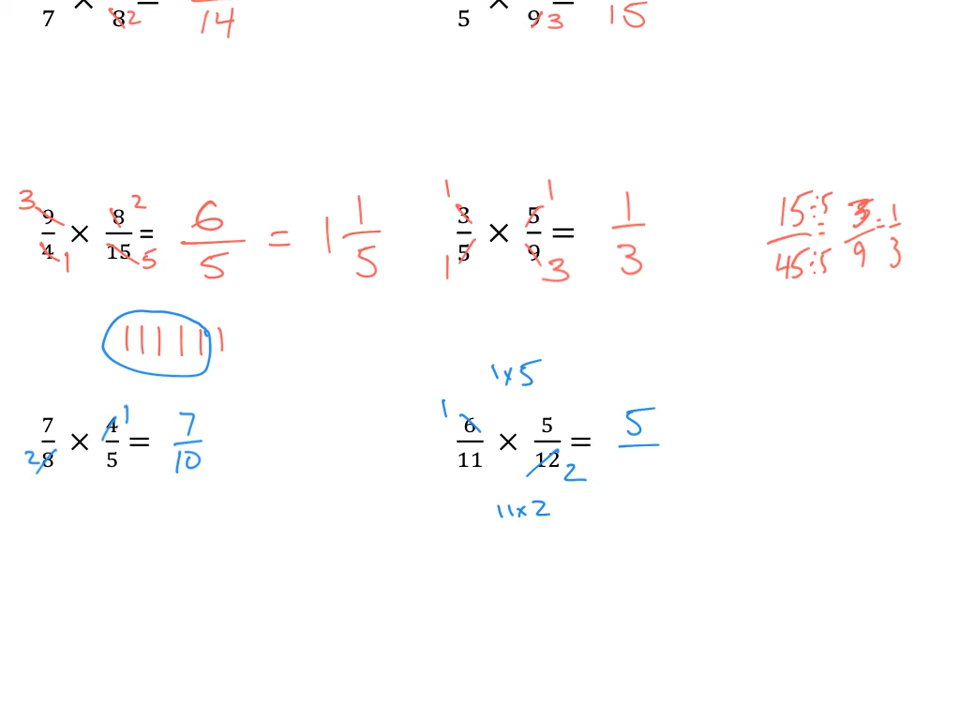 7 × 8 2 = 14
5 × 9 3 = 15
3 9/4 1 × 8/15 2 5 = 6/5 = 1 1/5
1 3/5 1 × 5/9 1 3 = 1/3
15÷5/45÷5 = 3/9 = 1/3
1 x 5
7/8 2 × 4/5 1 = 7/10
1 6/11 × 5/12 2 = 5
11 x 2